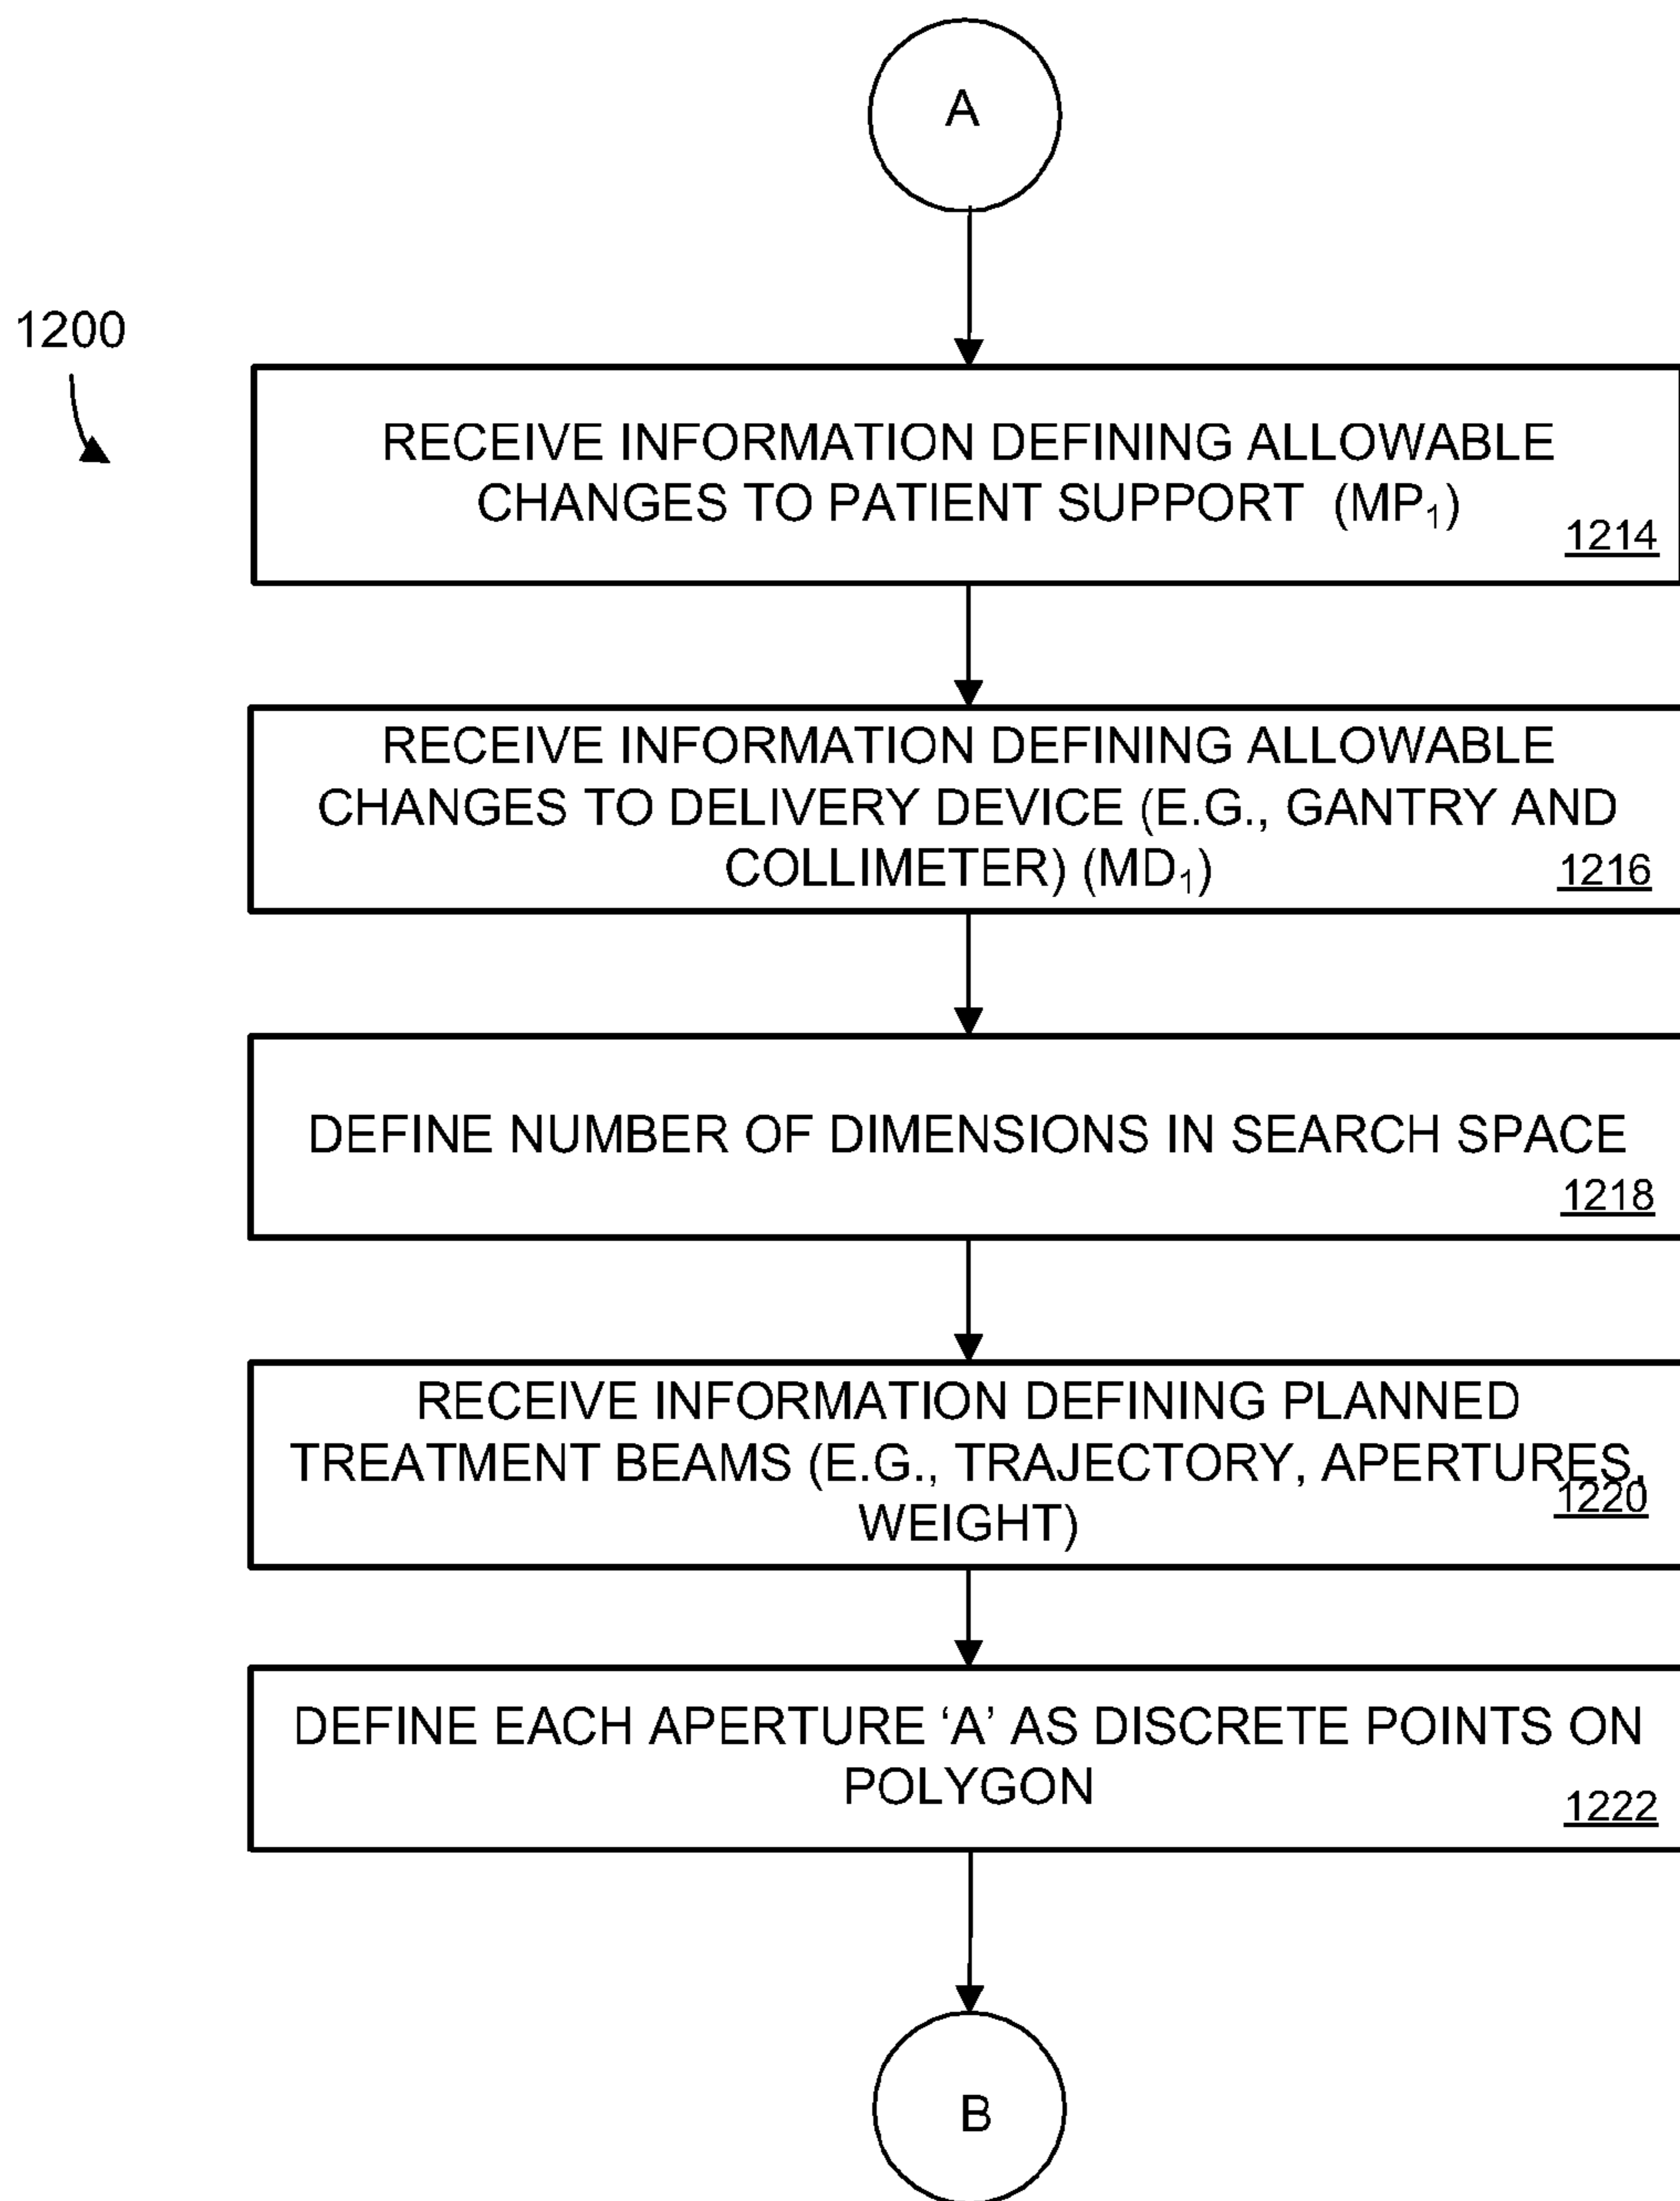 A
1200
RECEIVE INFORMATION DEFINING ALLOWABLE
CHANGES TO PATIENT SUPPORT (MP₁)
1214
RECEIVE INFORMATION DEFINING ALLOWABLE
CHANGES TO DELIVERY DEVICE (E.G., GANTRY AND
COLLIMETER) (MD₁)
1216
DEFINE NUMBER OF DIMENSIONS IN SEARCH SPACE
1218
RECEIVE INFORMATION DEFINING PLANNED
TREATMENT BEAMS (E.G., TRAJECTORY, APERTURES,
WEIGHT)
1220
DEFINE EACH APERTURE ‘A’ AS DISCRETE POINTS ON
POLYGON
1222
B